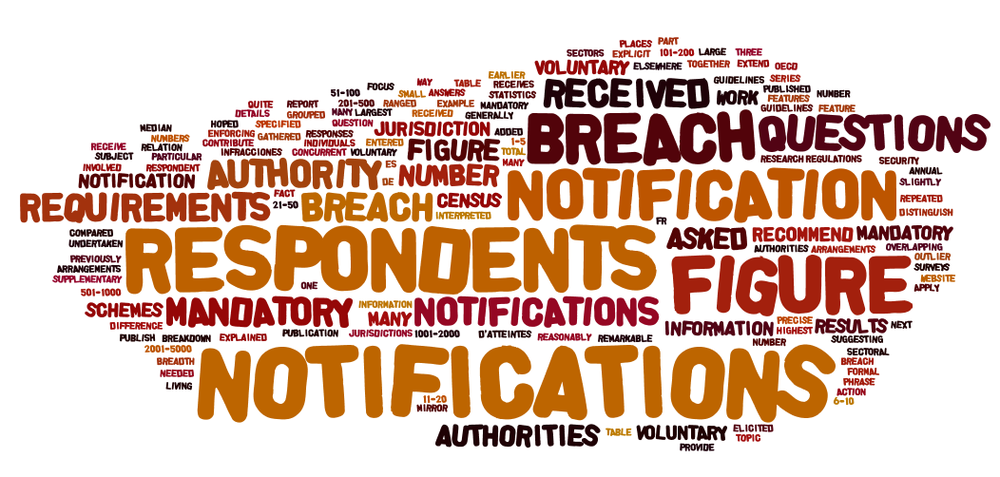 PLACES PART
SECTORS EXPLICIT 101-200 LARGE THREE
VOLUNTARY ELSEWHERE TOGETHER EXTEND OECD
EARLIER
WAY TABLE RECEIVES GUIDELINES SERIES
FOCUS SMALL ANSWERS STATISTICS RECEIVED WORK PUBLISHED NUMBER
51-100 FEATURES
QUITE REPORT 201-500 RANGED EXAMPLE MANDATORY GUIDELINES FEATURE
DETAILS GROUPED MANY LARGEST RECEIVED GENERALLY
MEDIAN HOPED SPECIFIED QUESTION JURISDICTION ADDED BREACH QUESTIONS
NUMBERS ENFORCING GATHERED RESPONSES
CONTRIBUTE INDIVIDUALS ENTERED FIGURE 1-5
RECEIVE RELATION INFRACCIONES CONCURRENT VOLUNTARY TOTAL
SUBJECT PARTICULAR MANY RESEARCH REGULATIONS SECURITY
INVOLVED RESPONDENT ES ANNUAL
NOTIFICATION AUTHORITY DE NUMBER NOTIFICATION SLIGHTLY
REQUIREMENTS FACT BREACH CENSUS REPEATED
21-50 INTERPRETED DISTINGUISH
FR
COMPARED ASKED RECOMMEND MANDATORY
UNDERTAKEN RESPONDENTS AUTHORITIES ARRANGEMENTS OVERLAPPING
PREVIOUSLY OUTLIER
ARRANGEMENTS FIGURE SURVEYS
SUPPLEMENTARY ONE WEBSITE
501-1000 APPLY
SCHEMES MANDATORY INFORMATION NOTIFICATIONS
DIFFERENCE MANY INFORMATION PRECISE RESULTS NEXT
HIGHEST
PUBLISH BREAKDOWN EXPLAINED PUBLICATION JURISDICTIONS 1001-2000 D'ATTEINTES REASONABLY REMARKABLE NUMBER SUGGESTING
2001-5000 SECTORAL
BREADTH NOTIFICATIONS BREACH
NEEDED FORMAL
LIVING PHRASE
ACTION
11-20 6-10
MIRROR
AUTHORITIES TABLE VOLUNTARY ELICITED
TOPIC
PROVIDE